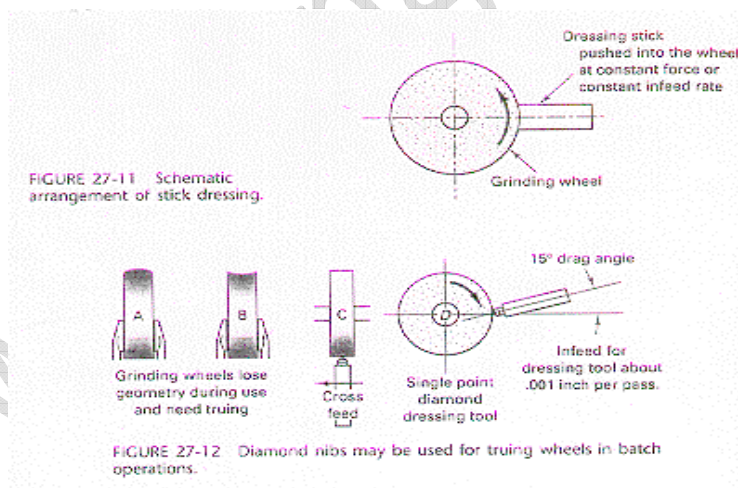 Dressing stick
pushed into the wheel
at constant force or
constant infeed rate
Grinding wheel
FIGURE 27-11 Schematic
arrangement of stick dressing.
15° drag angle
A
B
C
D
Grinding wheels lose
geometry during use
and need truing
Cross
feed
Single point
diamond
dressing tool
Infeed for
dressing tool about
.001 inch per pass.
FIGURE 27-12 Diamond nibs may be used for truing wheels in batch
operations.